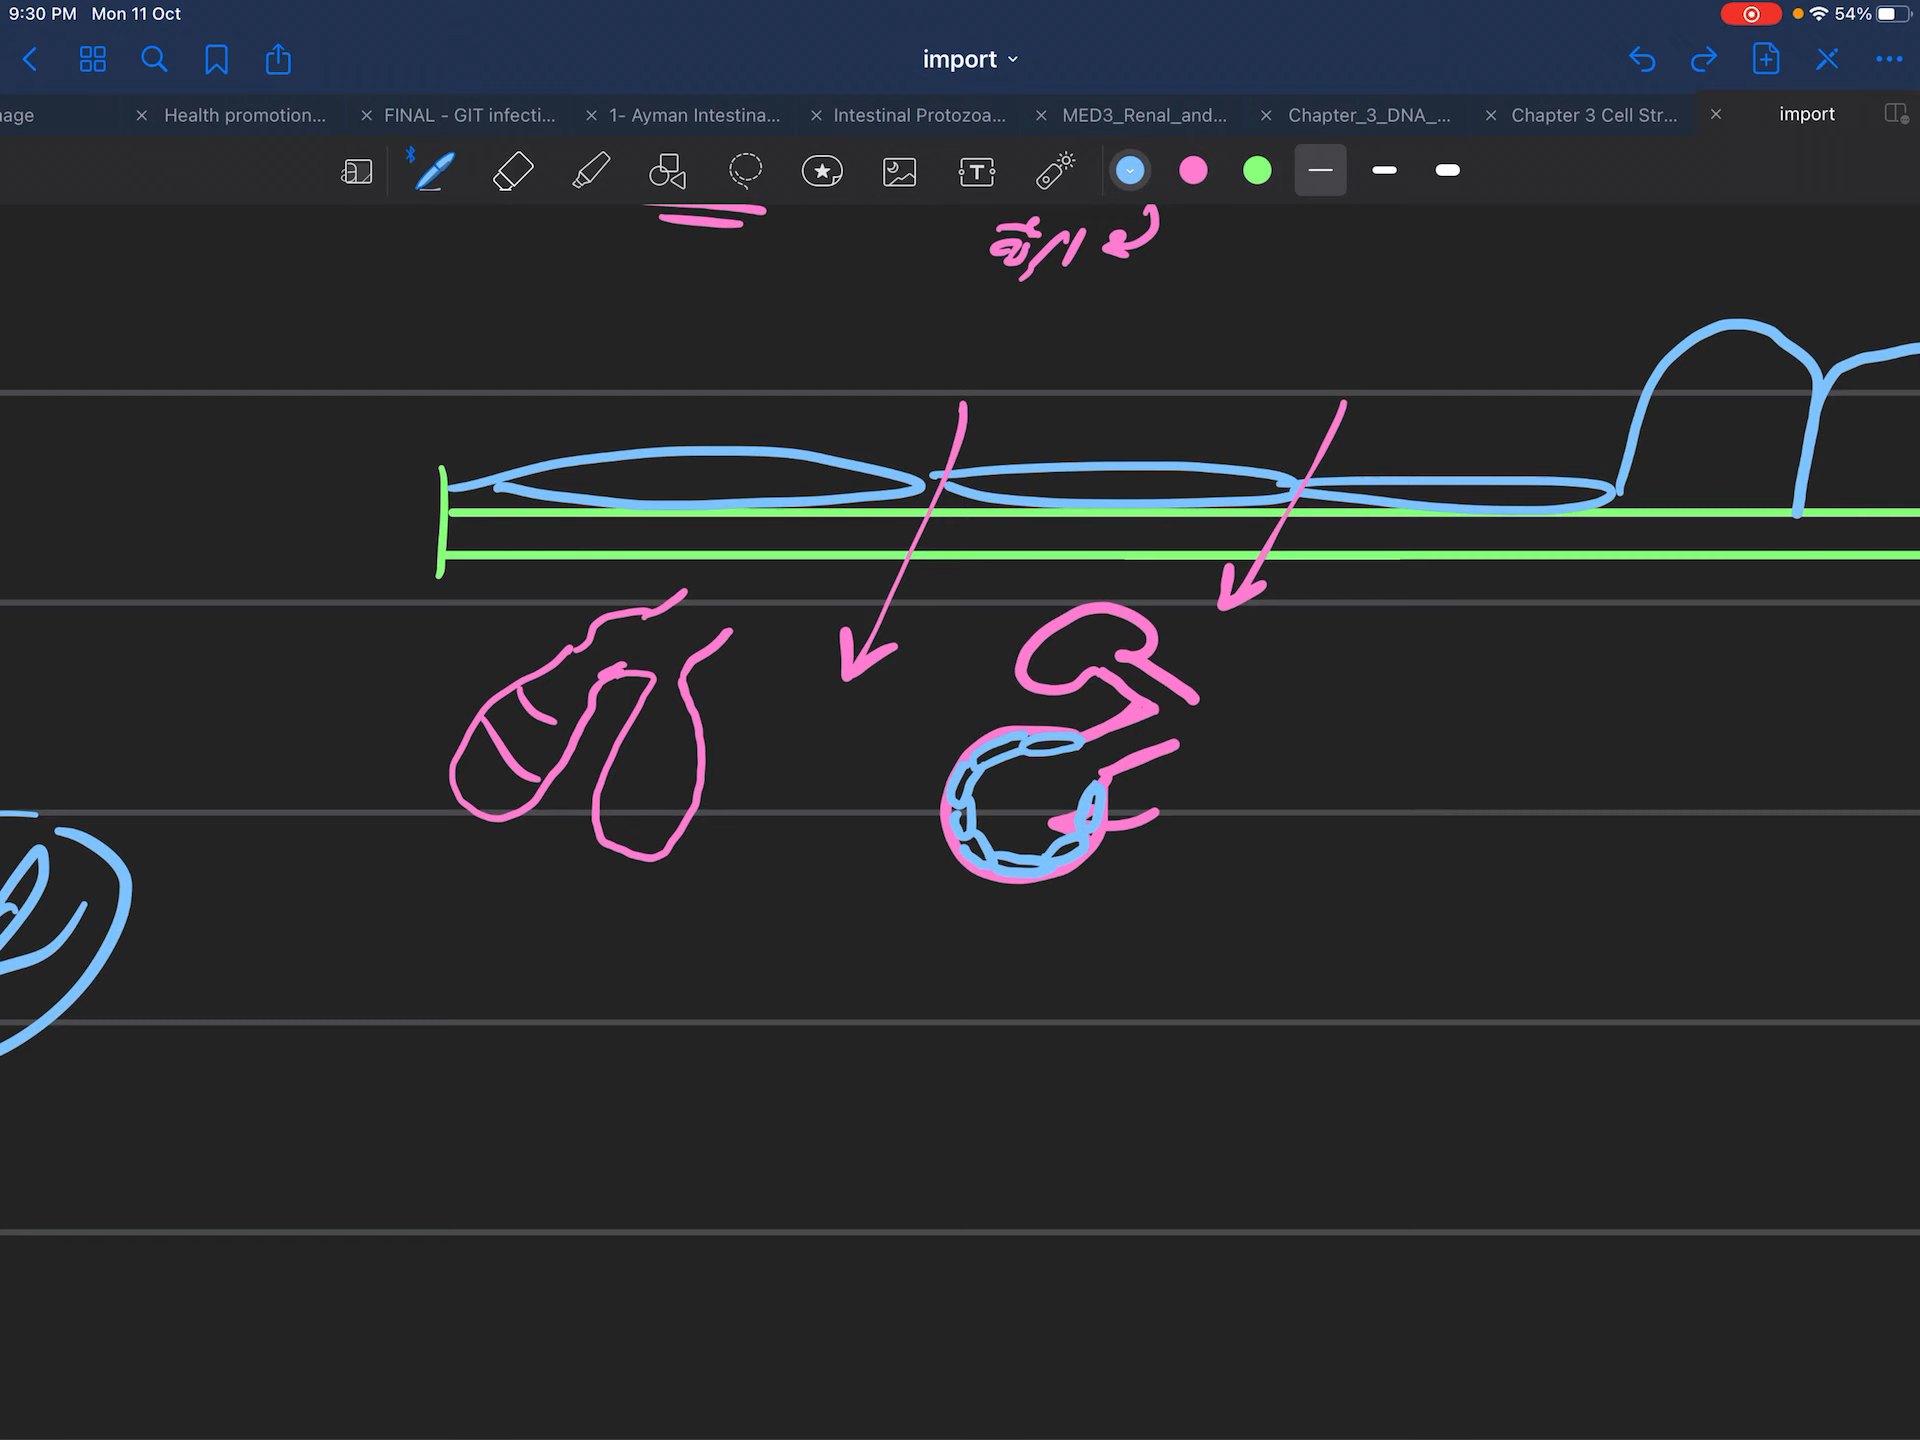 9:30 PM Mon 11 Oct
54%
import
Health promotion...
FINAL - GIT infecti...
1- Ayman Intestina...
Intestinal Protozoa...
MED3_Renal_and...
Chapter_3_DNA_...
Chapter 3 Cell Str...
import
T